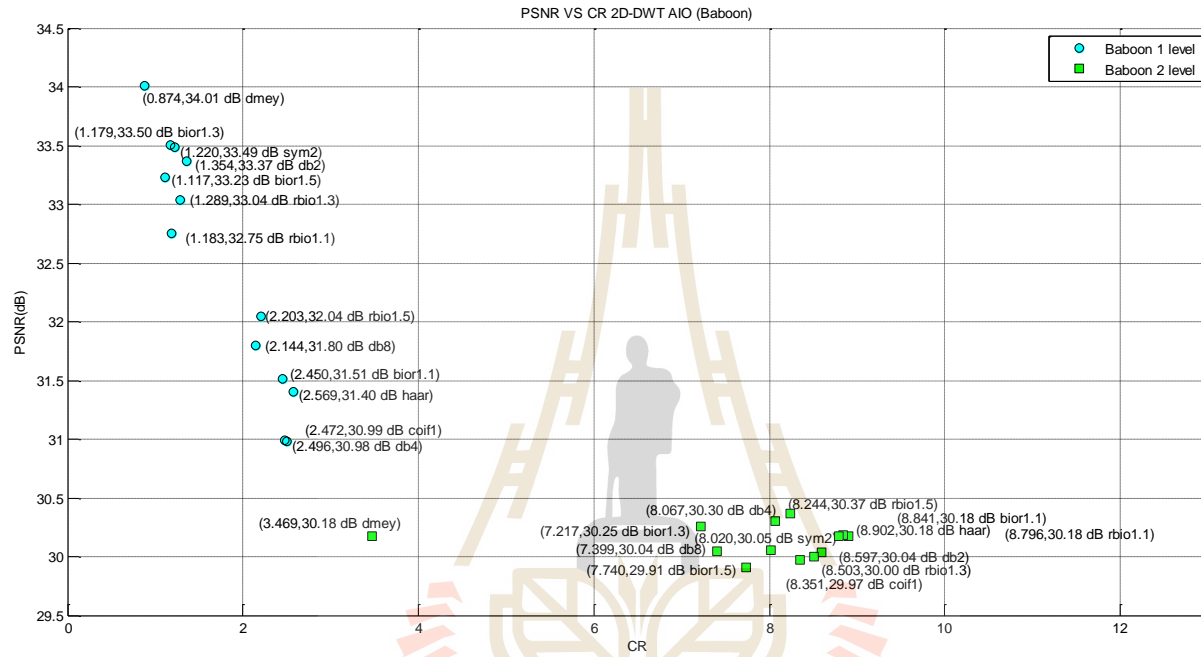 PSNR VS CR 2D-DWT AIO (Baboon)
34.5
Baboon 1 level
Baboon 2 level
34
(0.874,34.01 dB dmey)
(1.179,33.50 dB bior1.3)
33.5
(1.220,33.49 dB sym2)
(1.354,33.37 dB db2)
(1.117,33.23 dB bior1.5)
(1.289,33.04 dB rbio1.3)
33
(1.183,32.75 dB rbio1.1)
32.5
(2.203,32.04 dB rbio1.5)
32
PSNR(dB)
(2.144,31.80 dB db8)
31.5
(2.450,31.51 dB bior1.1)
(2.569,31.40 dB haar)
31
(2.472,30.99 dB coif1)
(2.496,30.98 dB db4)
30.5
(8.244,30.37 dB rbio1.5)
(8.067,30.30 dB db4)
(8.841,30.18 dB bior1.1)
(3.469,30.18 dB dmey)
(7.217,30.25 dB bior1.3)
(8.902,30.18 dB haar)
(8.796,30.18 dB rbio1.1)
(8.020,30.05 dB sym2)
30
(7.399,30.04 dB db8)
(8.597,30.04 dB db2)
(7.740,29.91 dB bior1.5)
(8.503,30.00 dB rbio1.3)
(8.351,29.97 dB coif1)
29.5
0 2 4 6 8 10 12
CR